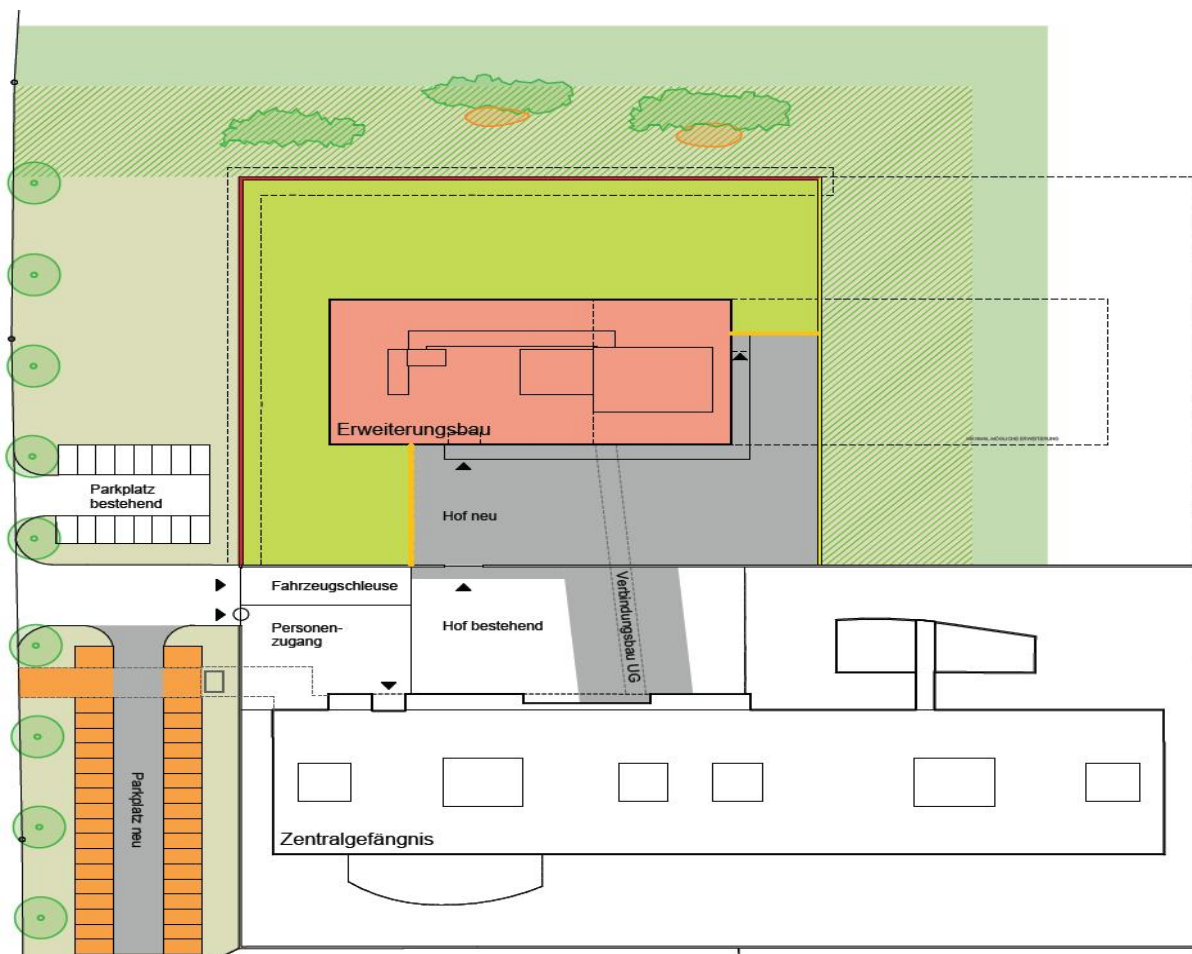 Erweiterungsbau
Parkplatz
bestehend
Hof neu
Fahrzeugschleuse
Personen-
zugang
Hof bestehend
Verbindungsbau UG
Parkplatz neu
Zentralgefängnis